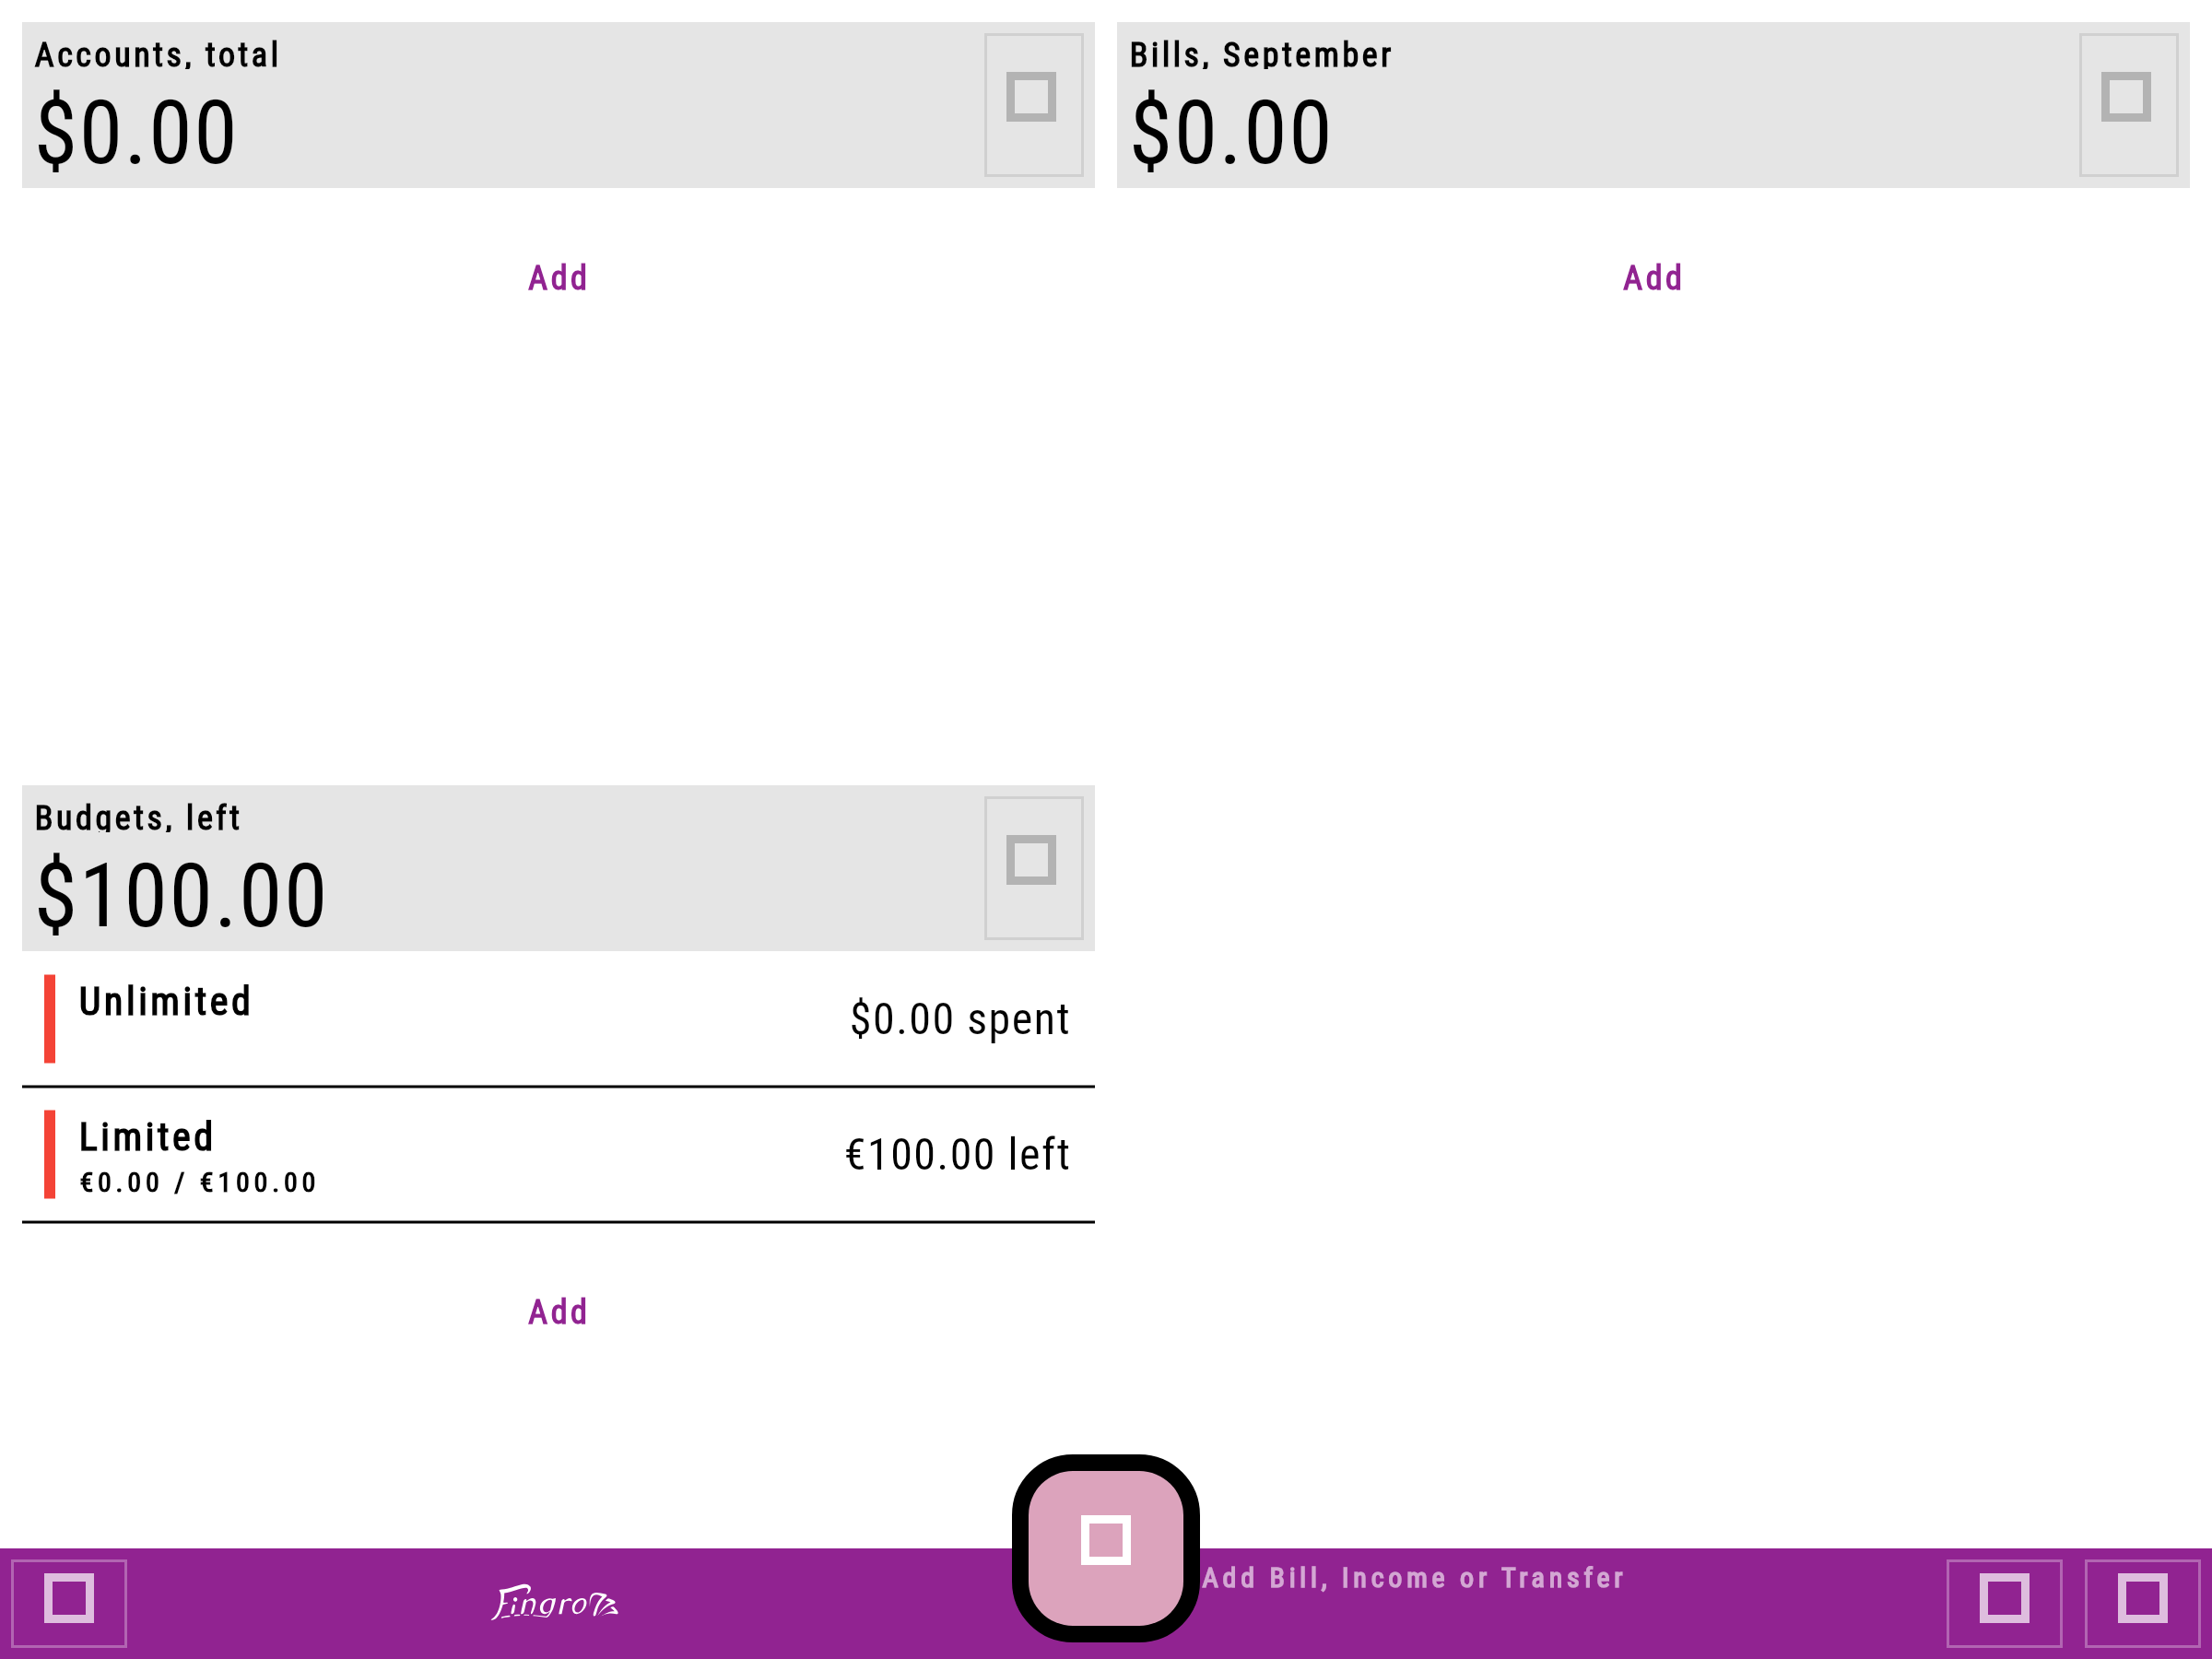 Accounts, total
$0.00
Add
Bills, September
$0.00
Add
Budgets, left
$100.00
Unlimited
$0.00 spent
Limited
€0.00 / €100.00
€100.00 left
Add
Add Bill, Income or Transfer